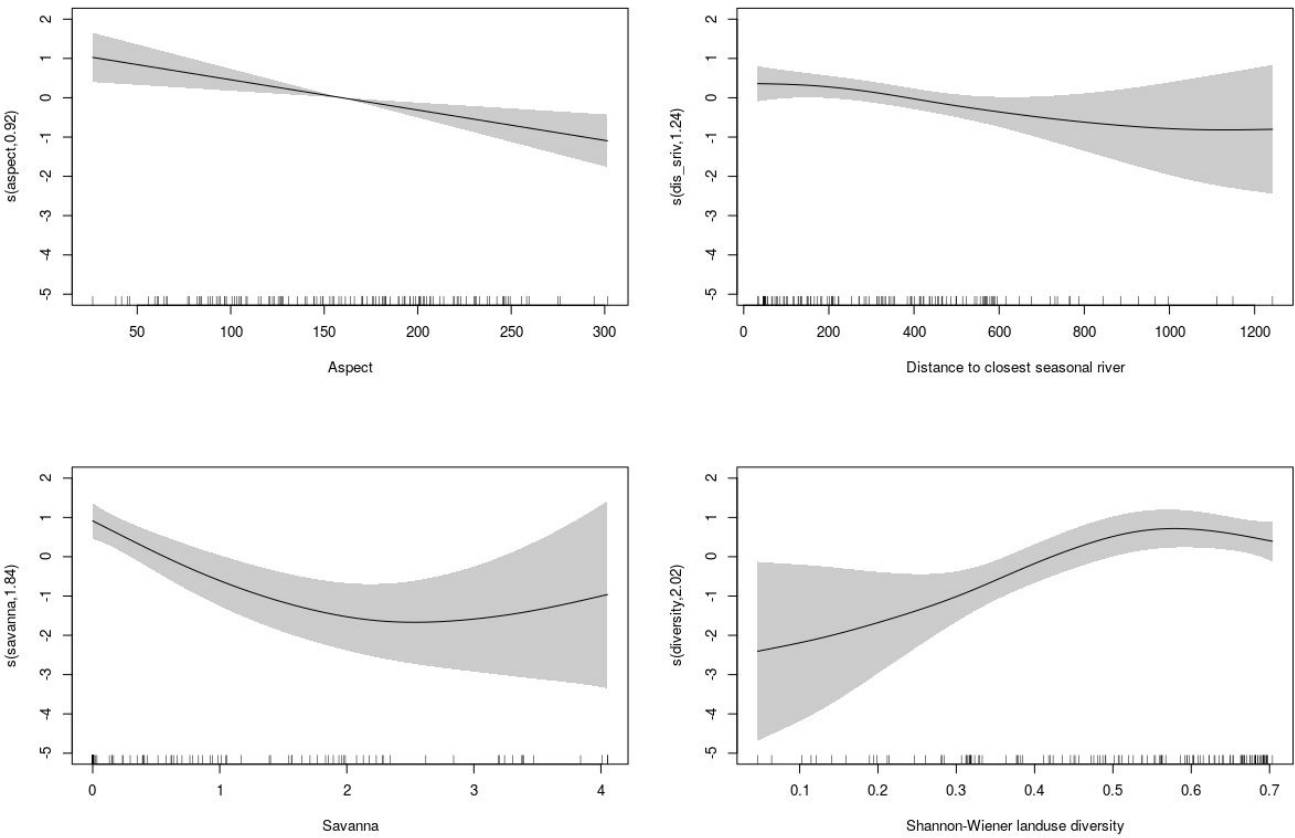 2
1
0
-1
-2
-3
-4
-5
s(aspect,0.92)
50 100 150 200 250 300
Aspect
2
1
0
-1
-2
-3
-4
-5
s(dis_sriv,1.24)
0 200 400 600 800 1000 1200
Distance to closest seasonal river
2
1
0
-1
-2
-3
-4
-5
s(savanna,1.84)
0 1 2 3 4
Savanna
2
1
0
-1
-2
-3
-4
-5
s(diversity,2.02)
0.1 0.2 0.3 0.4 0.5 0.6 0.7
Shannon-Wiener landuse diversity